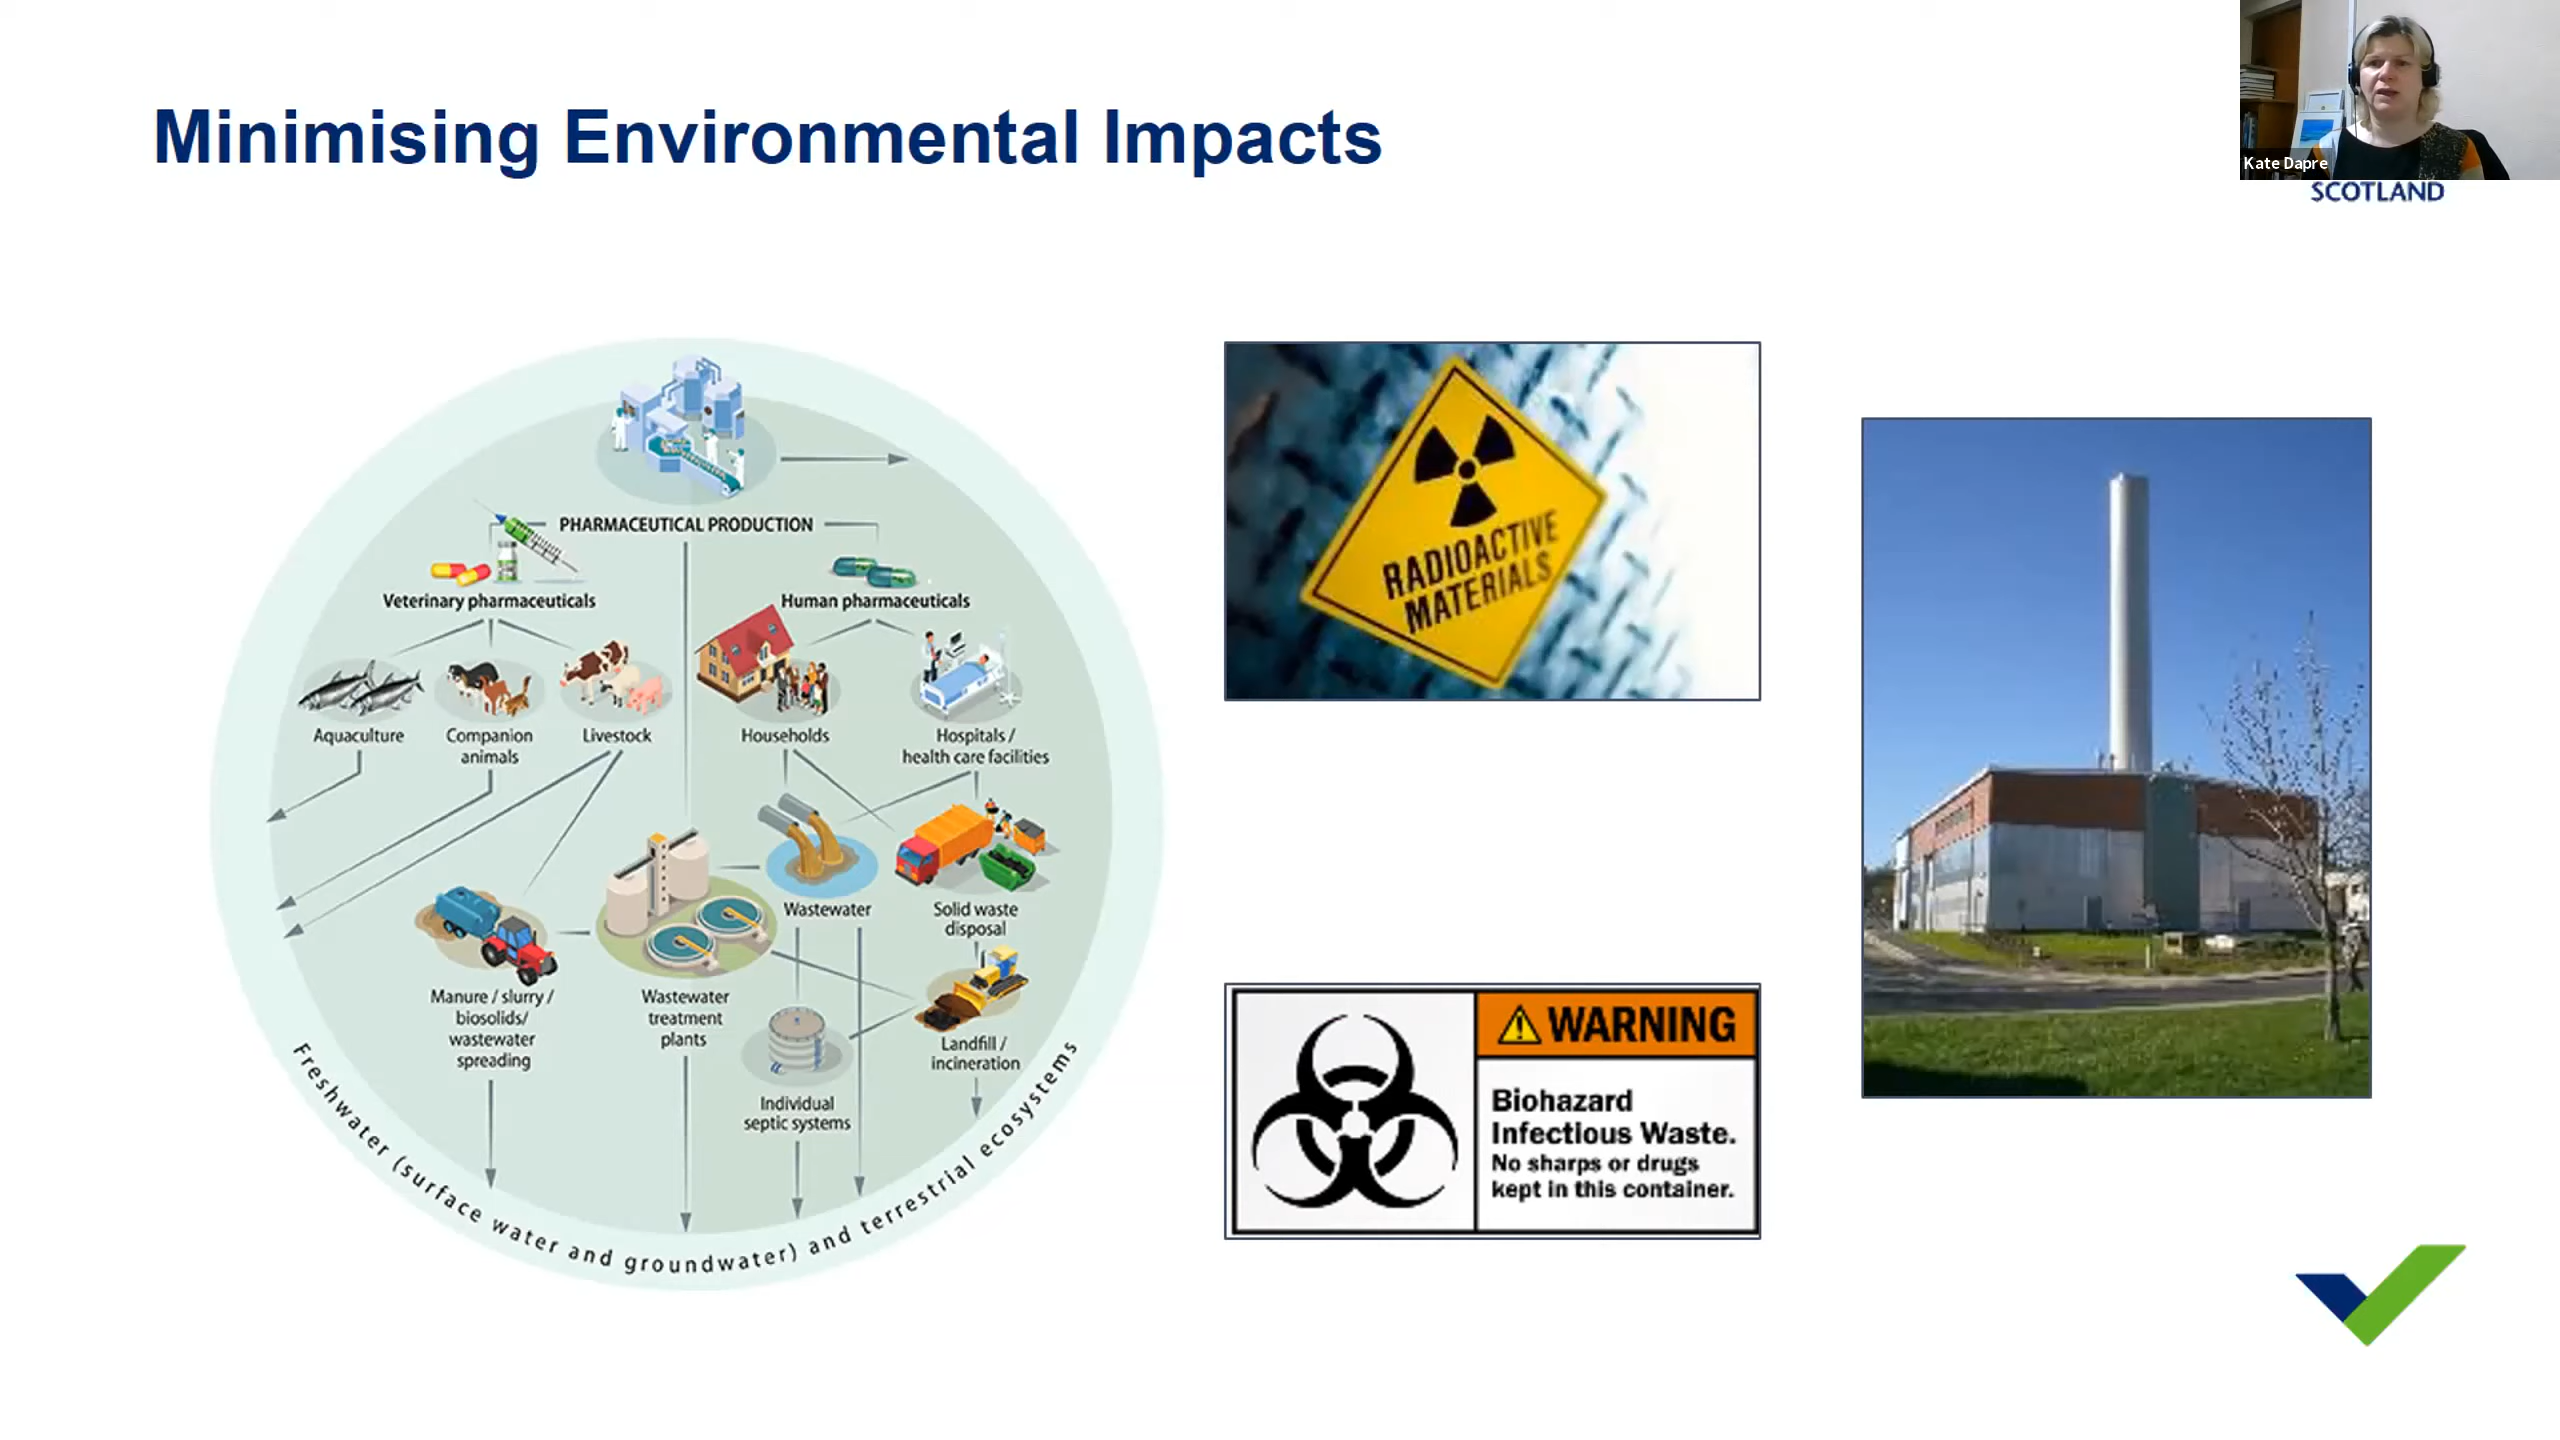 Minimising Environmental Impacts
Kate Dapre
SCOTLAND
PHARMACEUTICAL PRODUCTION
Veterinary pharmaceuticals
Human pharmaceuticals
Aquaculture
Companion
animals
Livestock
Households
Hospitals /
health care facilities
Wastewater
Solid waste
disposal
Manure / slurry /
biosolids/
wastewater
spreading
Wastewater
treatment
plants
Individual
septic systems
Landfill /
incineration
Freshwater (surface water and groundwater) and terrestrial ecosystems
RADIOACTIVE
MATERIALS
WARNING
Biohazard
Infectious Waste.
No sharps or drugs
kept in this container.